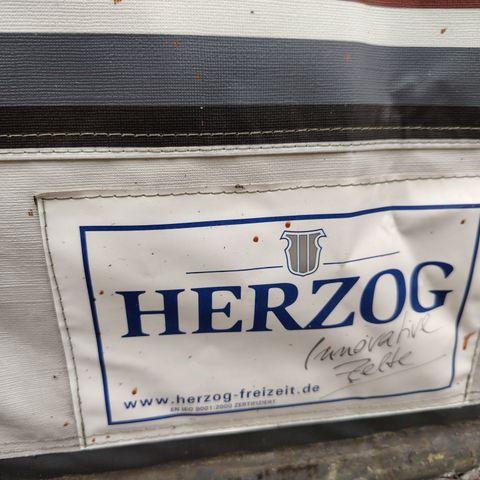 HERZOG
Innovative
Zelte
www.herzog-freizeit.de
EN ISO 9001:2000 ZERTIFIZIERT